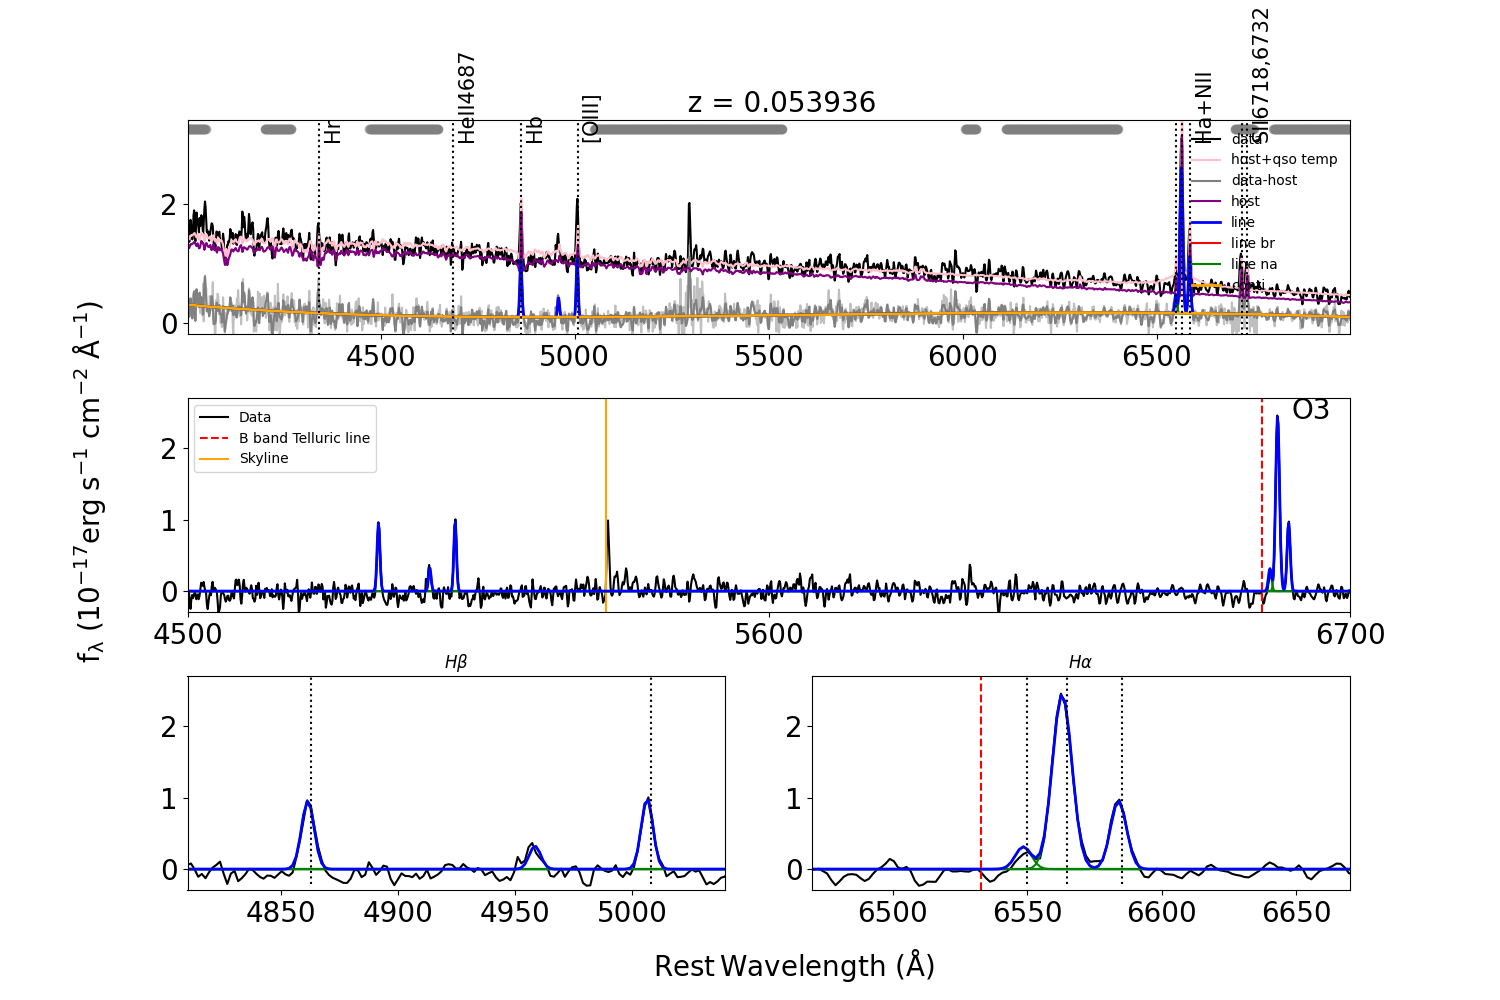 z = 0.053936
Hr
HeII4687
Hb
[OIII]
Ha+NII
SII6718,6732
data
host+qso temp
data-host
host
line
line br
line na
2
0
4500
5000
5500
6000
6500
f_λ (10⁻¹⁷erg s⁻¹ cm⁻² Å⁻¹)
Data
B band Telluric line
Skyline
O3
2
1
0
4500
5600
6700
Hβ
2
1
0
4850
4900
4950
5000
Hα
2
1
0
6500
6550
6600
6650
Rest Wavelength (Å)